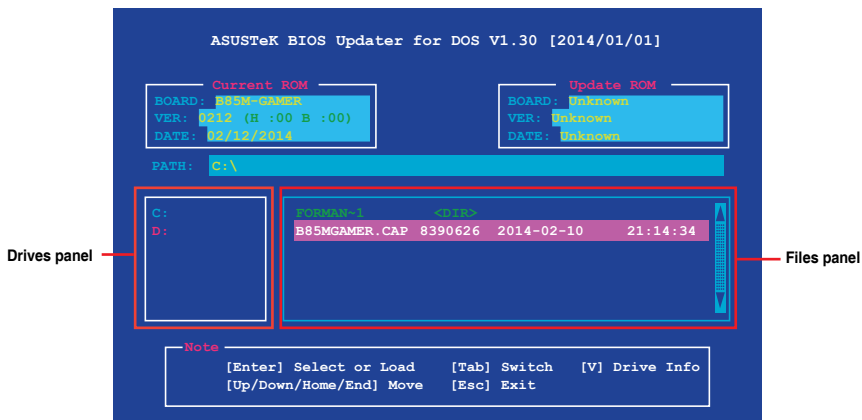 ASUSTeK BIOS Updater for DOS V1.30 [2014/01/01]
Current ROM
BOARD: B85M-GAMER
VER: 0212 (H :00 B :00)
DATE: 02/12/2014
Update ROM
BOARD: Unknown
VER: Unknown
DATE: Unknown
PATH: C:\
Drives panel
C:
D:
FORMAN~1 <DIR>
B85MGAMER.CAP 8390626 2014-02-10 21:14:34
Files panel
Note
[Enter] Select or Load [Tab] Switch [V] Drive Info
[Up/Down/Home/End] Move [Esc] Exit